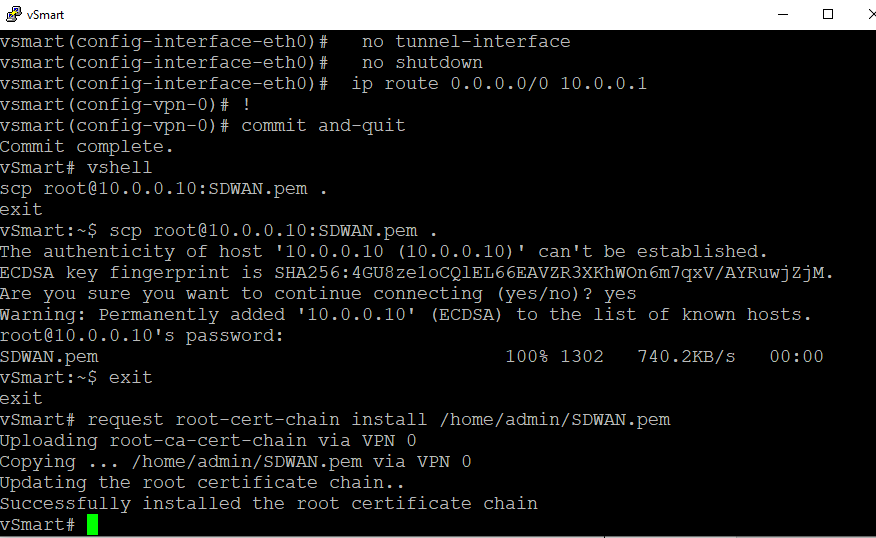 vSmart
vsmart(config-interface-eth0)#   no tunnel-interface
vsmart(config-interface-eth0)#   no shutdown
vsmart(config-interface-eth0)#  ip route 0.0.0.0/0 10.0.0.1
vsmart(config-vpn-0)# !
vsmart(config-vpn-0)# commit and-quit
Commit complete.
vSmart# vshell
scp root@10.0.0.10:SDWAN.pem .
exit
vSmart:~$ scp root@10.0.0.10:SDWAN.pem .
The authenticity of host '10.0.0.10 (10.0.0.10)' can't be established.
ECDSA key fingerprint is SHA256:4GU8ze1oCQlEL66EAVZR3XKhWOn6m7qxV/AYRuwjZjM.
Are you sure you want to continue connecting (yes/no)? yes
Warning: Permanently added '10.0.0.10' (ECDSA) to the list of known hosts.
root@10.0.0.10's password:
SDWAN.pem                                     100% 1302   740.2KB/s   00:00
vSmart:~$ exit
exit
vSmart# request root-cert-chain install /home/admin/SDWAN.pem
Uploading root-ca-cert-chain via VPN 0
Copying ... /home/admin/SDWAN.pem via VPN 0
Updating the root certificate chain..
Successfully installed the root certificate chain
vSmart#